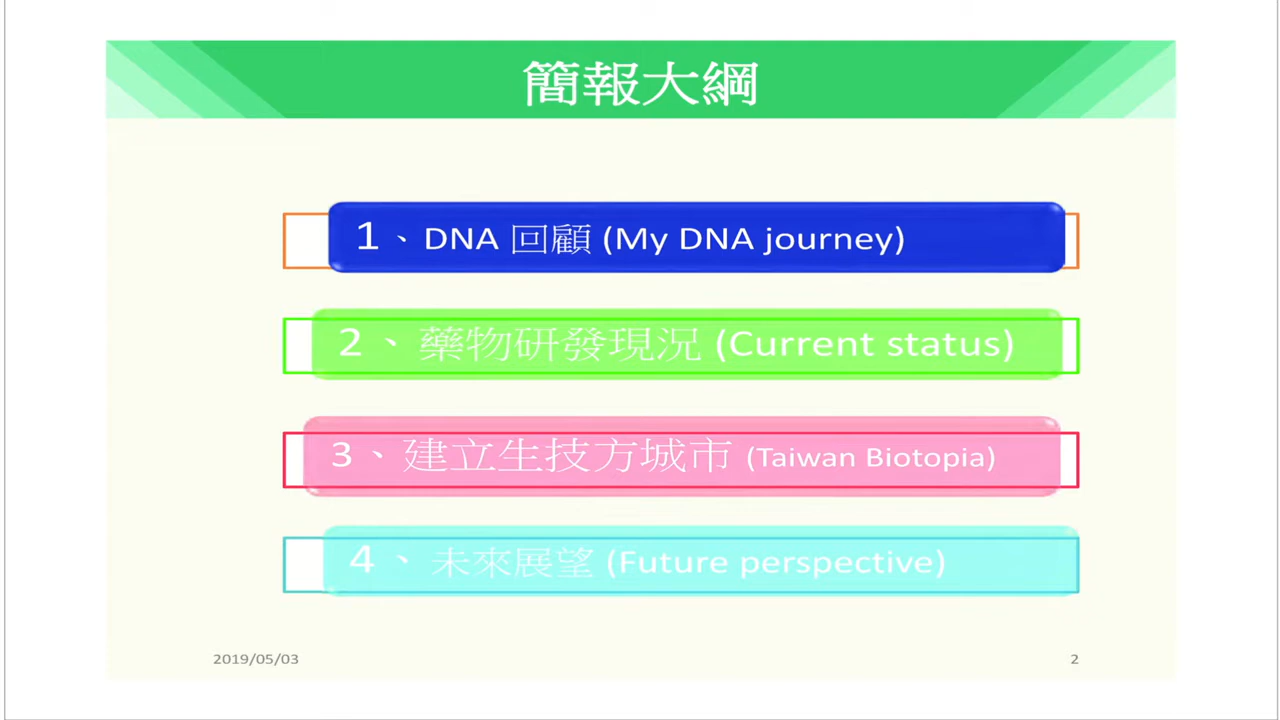 簡報大綱
1、DNA 回顧 (My DNA journey)
2、藥物研發現況 (Current status)
3、建立生技方城市 (Taiwan Biotopia)
4、未來展望 (Future perspective)
2019/05/03
2